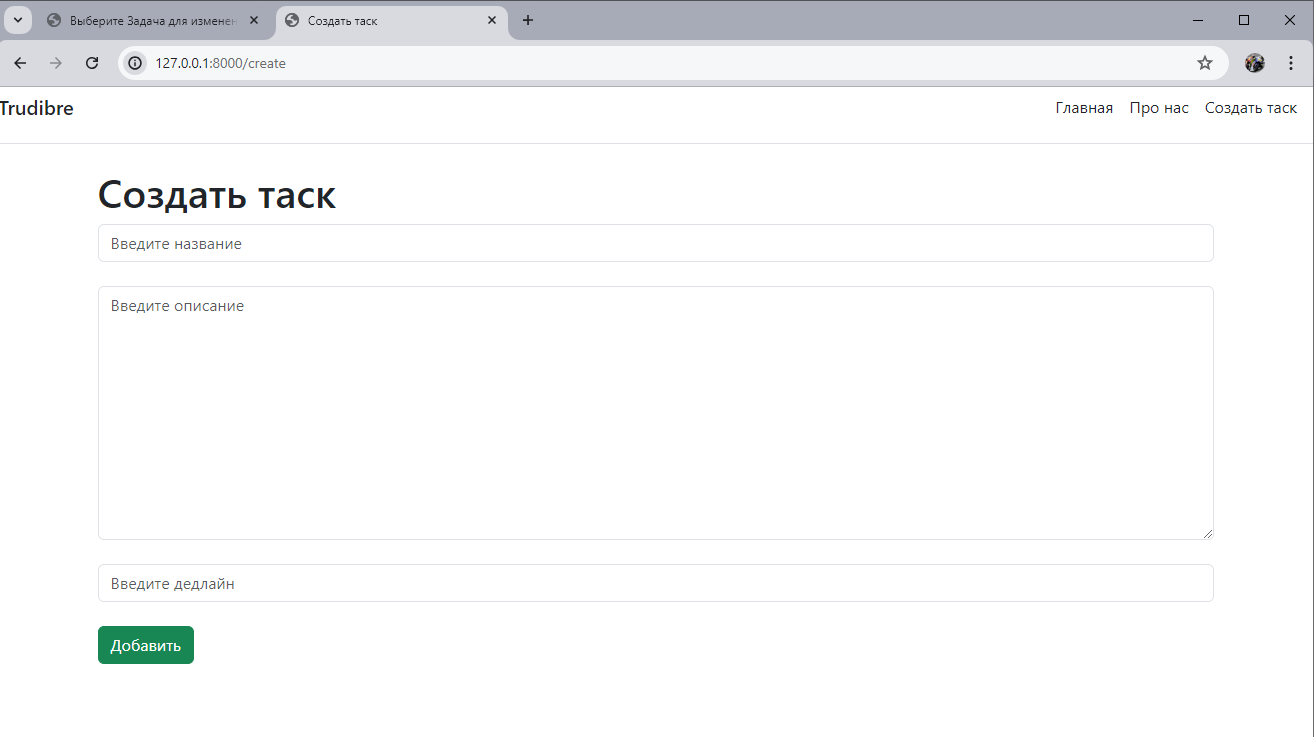 Выберите Задача для изменен
Создать таск
127.0.0.1:8000/create
Trudibre
Главная
Про нас
Создать таск
Создать таск
Введите название
Введите описание
Введите дедлайн
Добавить